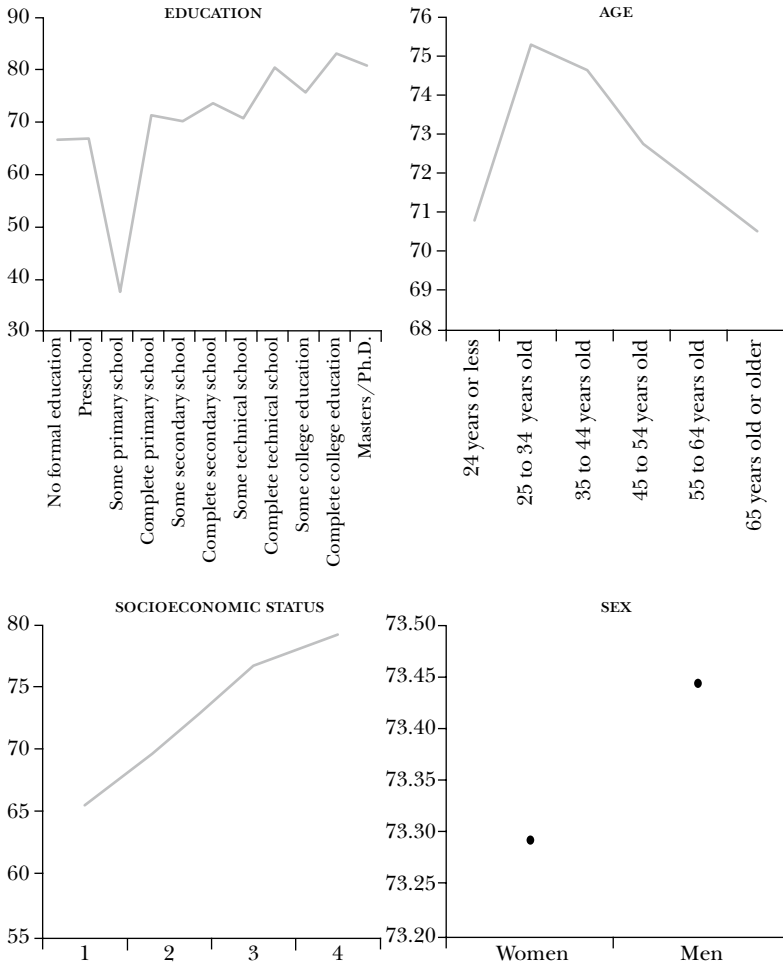 EDUCATION
90
80
70
60
50
40
30
No formal education
Preschool
Some primary school
Complete primary school
Some secondary school
Complete secondary school
Some technical school
Complete technical school
Some college education
Complete college education
Masters/Ph.D.
AGE
76
75
74
73
72
71
70
69
68
24 years or less
25 to 34 years old
35 to 44 years old
45 to 54 years old
55 to 64 years old
65 years old or older
SOCIOECONOMIC STATUS
80
75
70
65
60
55
1
2
3
4
SEX
73.50
73.45
73.40
73.35
73.30
73.25
73.20
Women
Men